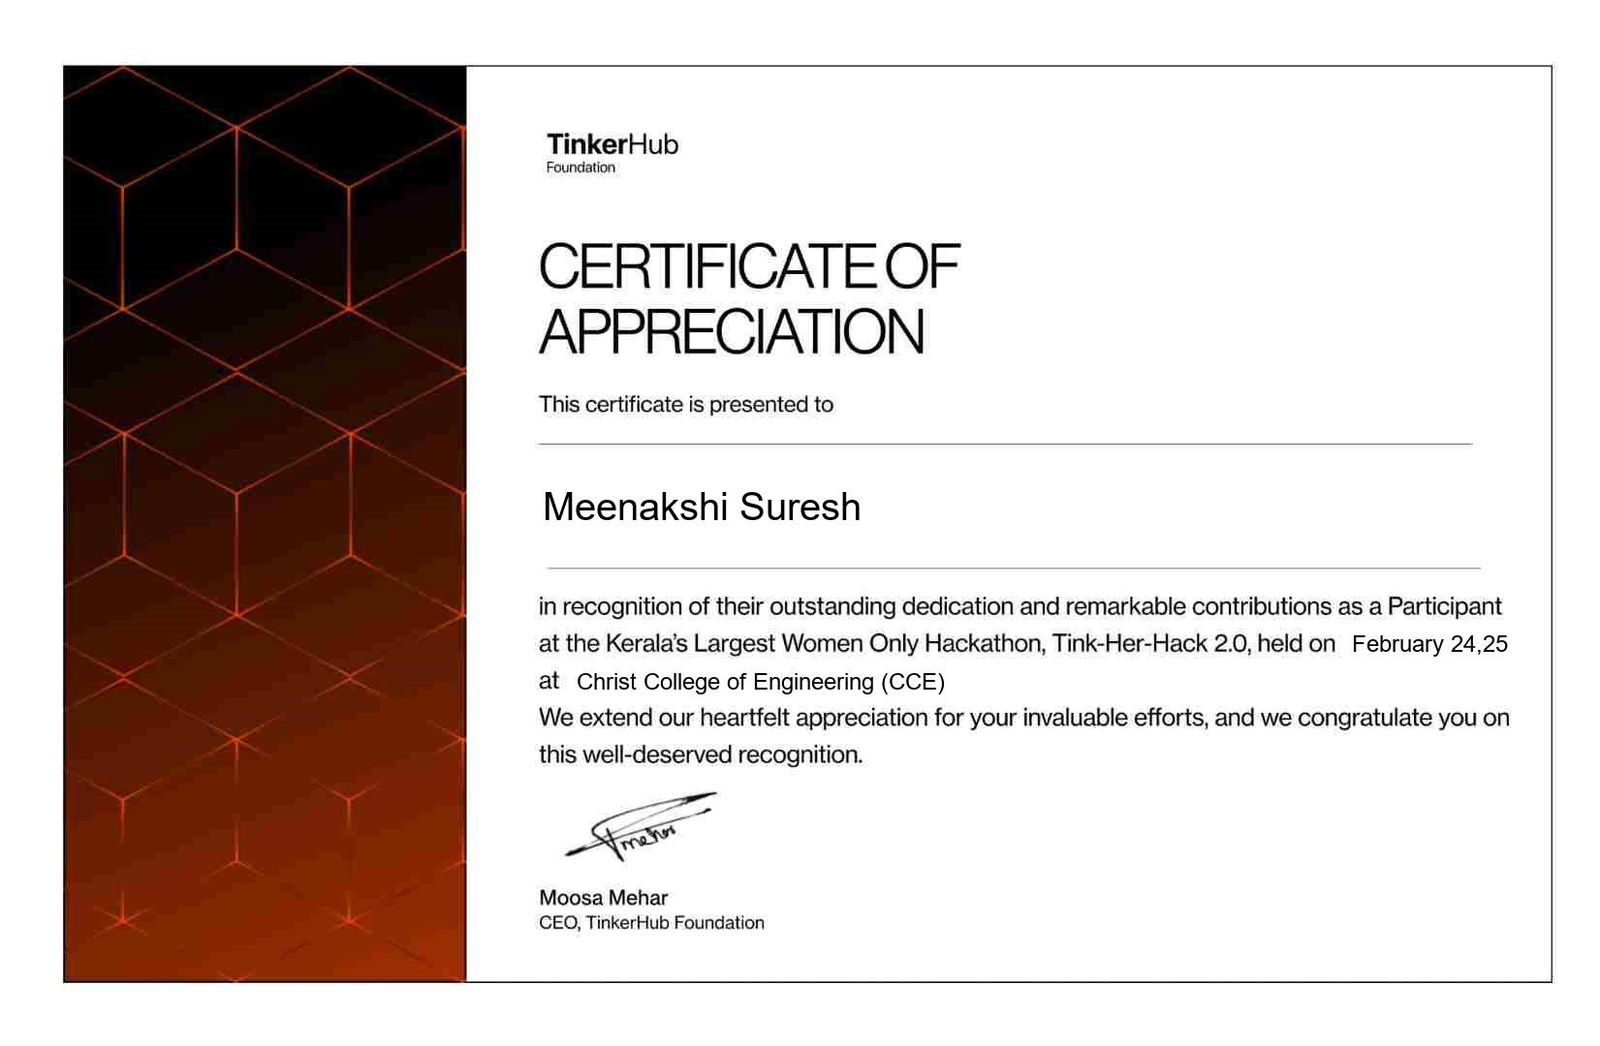 TinkerHub
Foundation
CERTIFICATE OF
APPRECIATION
This certificate is presented to
Meenakshi Suresh
in recognition of their outstanding dedication and remarkable contributions as a Participant
at the Kerala's Largest Women Only Hackathon, Tink-Her-Hack 2.0, held on February 24,25
at Christ College of Engineering (CCE)
We extend our heartfelt appreciation for your invaluable efforts, and we congratulate you on
this well-deserved recognition.
Moosa Mehar
CEO, TinkerHub Foundation